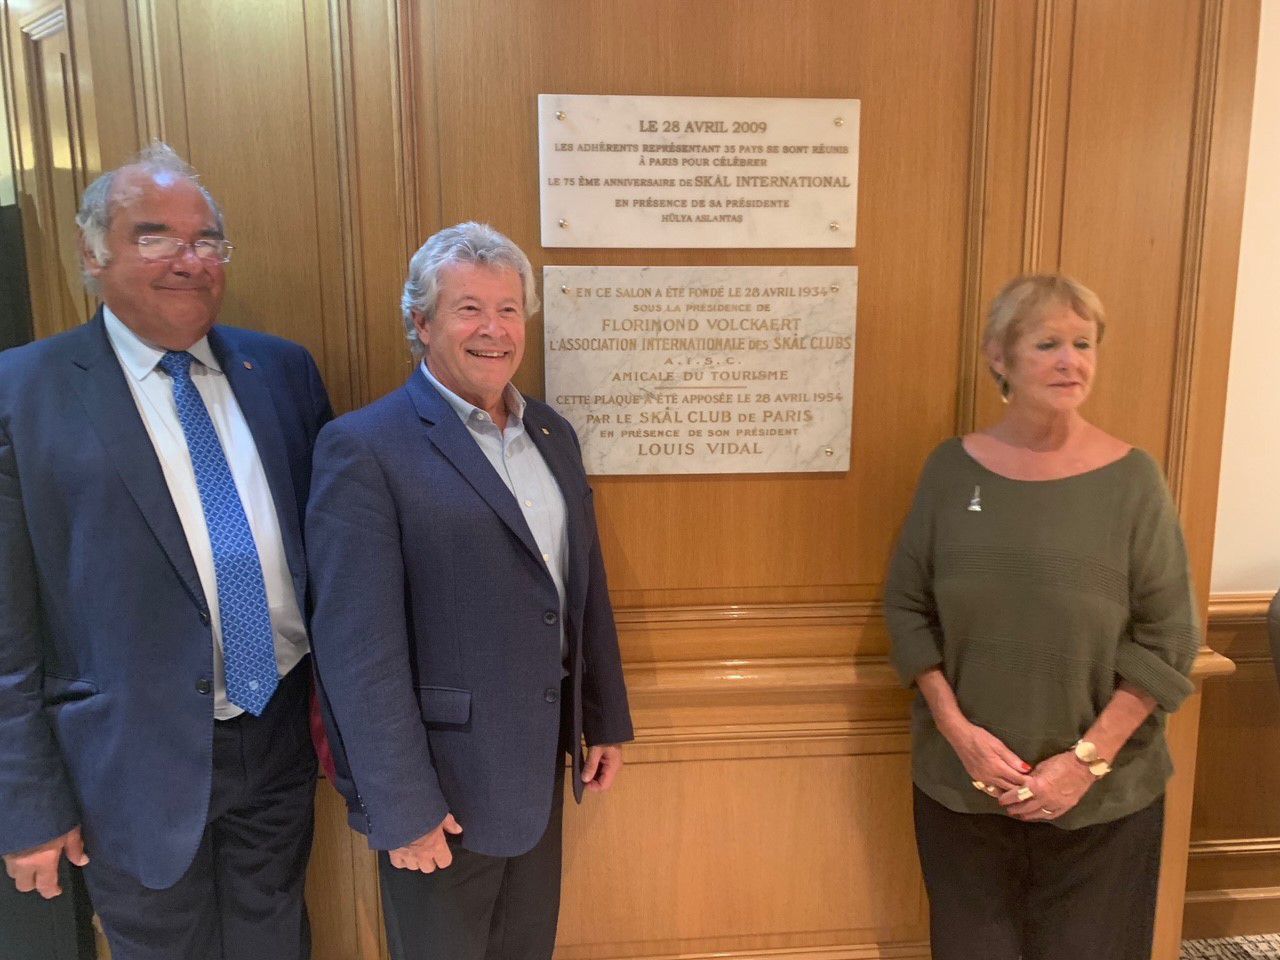 LE 28 AVRIL 2009
LES ADHÉRENTS REPRÉSENTANT 35 PAYS SE SONT RÉUNIS
À PARIS POUR CÉLÉBRER
LE 75 ÈME ANNIVERSAIRE DE SKÅL INTERNATIONAL
EN PRÉSENCE DE SA PRÉSIDENTE
HÜLYA ASLANTAS
EN CE SALON A ÉTÉ FONDÉ LE 28 AVRIL 1934
SOUS LA PRÉSIDENCE DE
FLORIMOND VOLCKAERT
L'ASSOCIATION INTERNATIONALE DES SKÅL CLUBS
A.I.S.C.
AMICALE DU TOURISME
CETTE PLAQUE A ÉTÉ APPOSÉE LE 28 AVRIL 1954
PAR LE SKÅL CLUB DE PARIS
EN PRÉSENCE DE SON PRÉSIDENT
LOUIS VIDAL